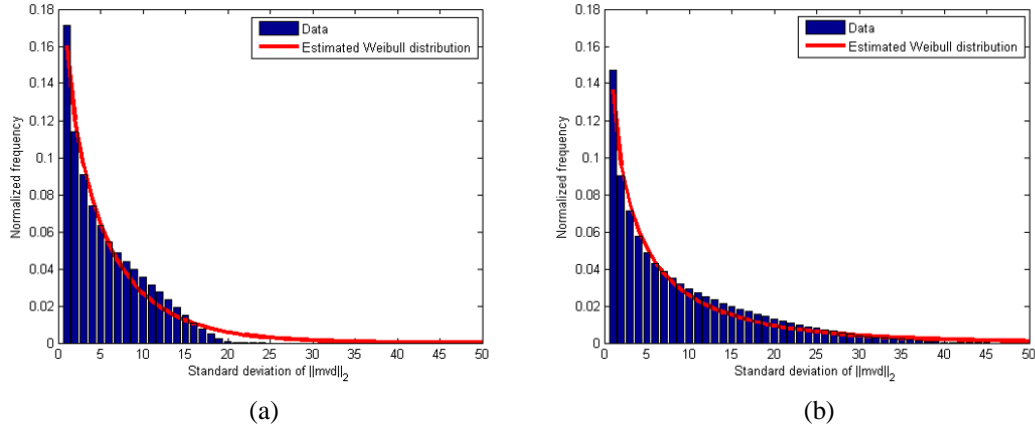 0.18
0.16
0.14
0.12
0.1
0.08
0.06
0.04
0.02
0
Normalized frequency
Data
Estimated Weibull distribution
0 5 10 15 20 25 30 35 40 45 50
Standard deviation of ||mvd||2
(a)
0.18
0.16
0.14
0.12
0.1
0.08
0.06
0.04
0.02
0
Normalized frequency
Data
Estimated Weibull distribution
0 5 10 15 20 25 30 35 40 45 50
Standard deviation of ||mvd||2
(b)